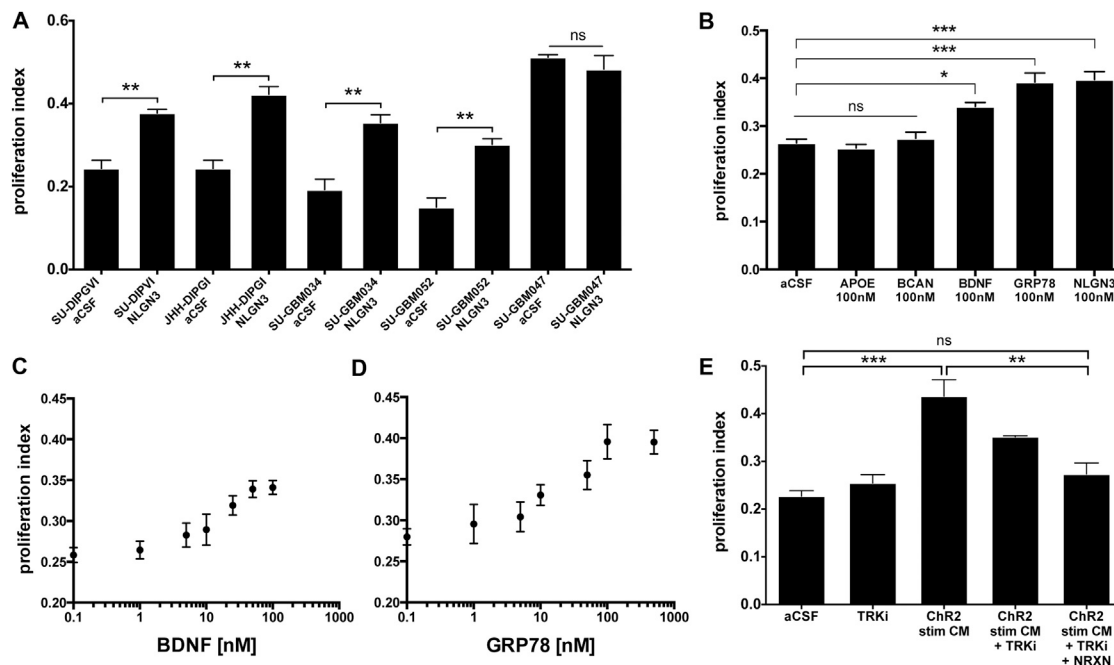 A
proliferation index
0.6
0.4
0.2
0.0
**
**
**
**
ns
SU-DIPGVI
aCSF
SU-DIPVI
NLGN3
JHH-DIPGI
aCSF
JHH-DIPGI
NLGN3
SU-GBM034
aCSF
SU-GBM034
NLGN3
SU-GBM052
aCSF
SU-GBM052
NLGN3
SU-GBM047
aCSF
SU-GBM047
NLGN3
B
proliferation index
0.5
0.4
0.3
0.2
0.1
0.0
***
***
*
ns
aCSF
APOE
100nM
BCAN
100nM
BDNF
100nM
GRP78
100nM
NLGN3
100nM
C
proliferation index
0.45
0.40
0.35
0.30
0.25
0.20
0.1
1
10
100
1000
BDNF [nM]
D
0.45
0.40
0.35
0.30
0.25
0.20
0.1
1
10
100
1000
GRP78 [nM]
E
proliferation index
0.5
0.4
0.3
0.2
0.1
0.0
ns
***
**
aCSF
TRKi
ChR2
stim CM
ChR2
stim CM
+ TRKi
ChR2
stim CM
+ TRKi
+ NRXN